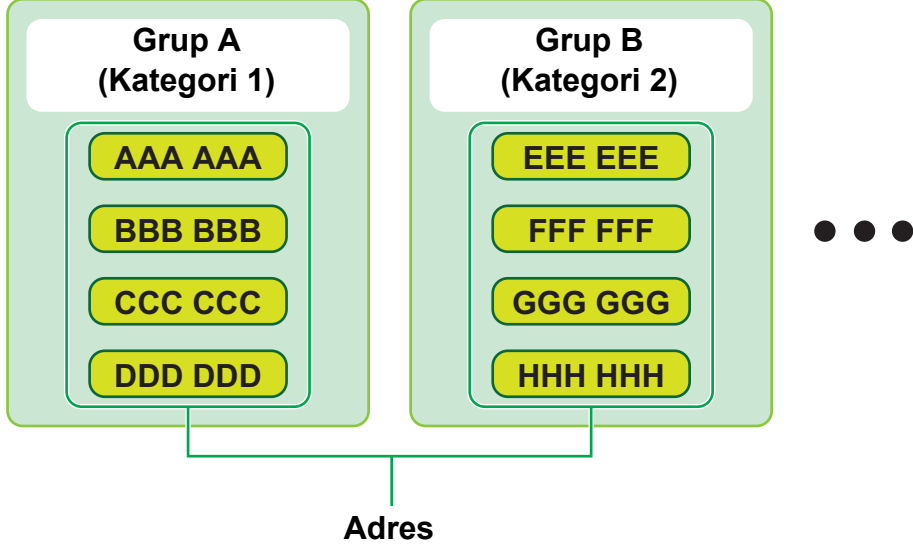 Grup A
(Kategori 1)
AAA AAA
BBB BBB
CCC CCC
DDD DDD
Grup B
(Kategori 2)
EEE EEE
FFF FFF
GGG GGG
HHH HHH
Adres